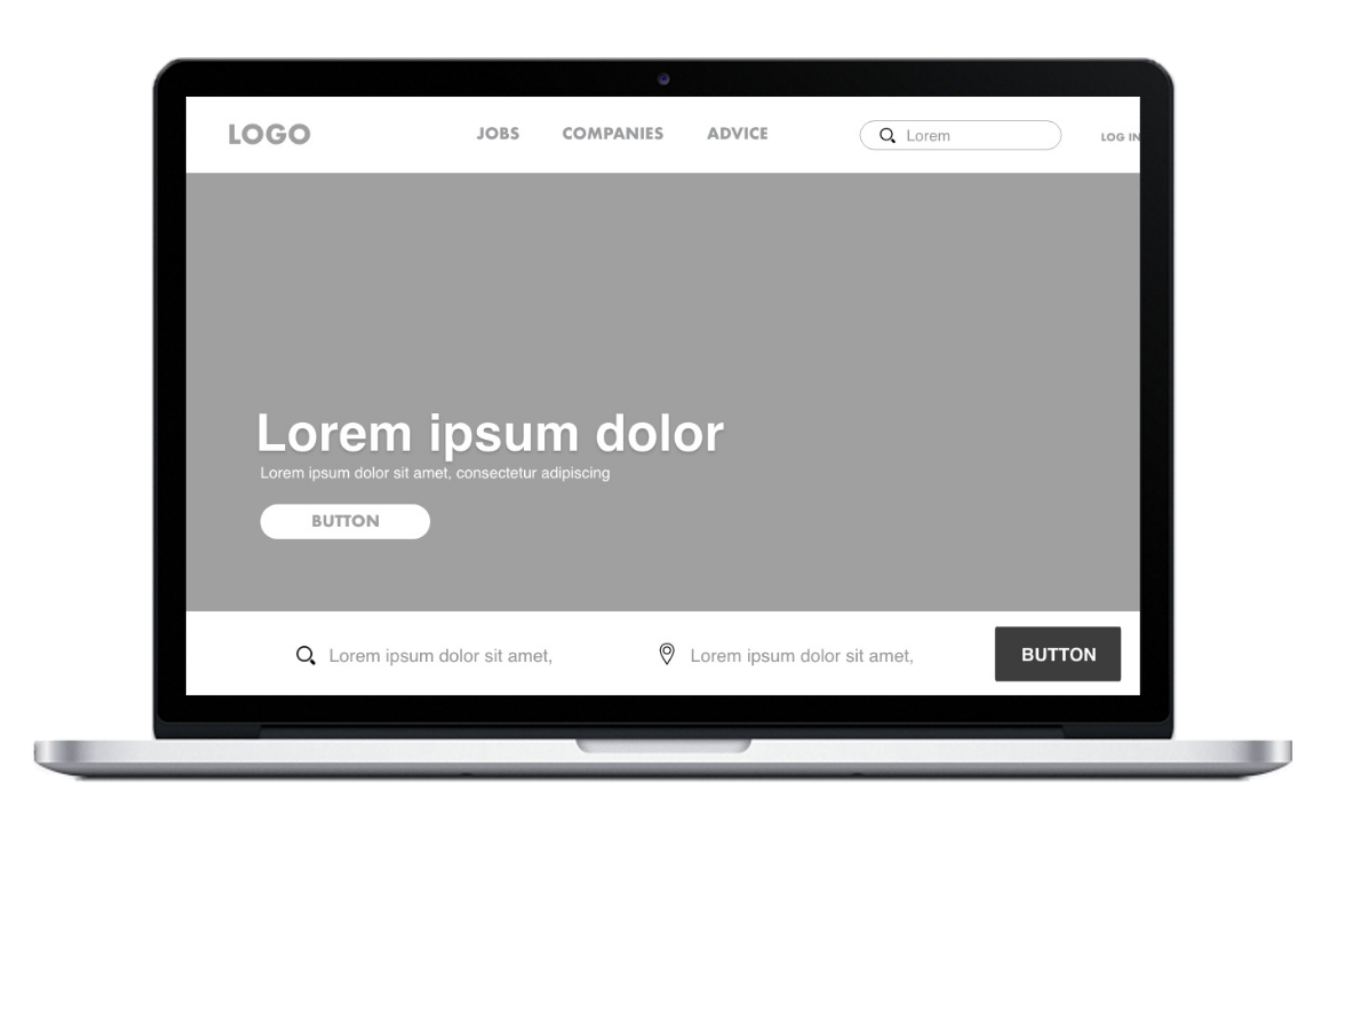 LOGO JOBS COMPANIES ADVICE Lorem LOG IN
Lorem ipsum dolor
Lorem ipsum dolor sit amet, consectetur adipiscing
BUTTON
Lorem ipsum dolor sit amet, Lorem ipsum dolor sit amet, BUTTON